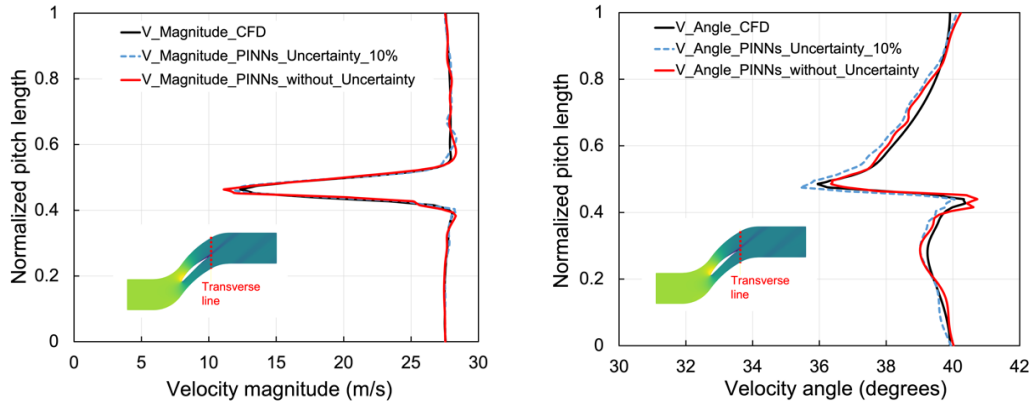 V_Magnitude_CFD
V_Magnitude_PINNs_Uncertainty_10%
V_Magnitude_PINNs_without_Uncertainty
Normalized pitch length
1
0.8
0.6
0.4
0.2
0
Transverse
line
0
5
10
15
20
25
30
Velocity magnitude (m/s)
V_Angle_CFD
V_Angle_PINNs_Uncertainty_10%
V_Angle_PINNs_without_Uncertainty
Normalized pitch length
1
0.8
0.6
0.4
0.2
0
Transverse
line
30
32
34
36
38
40
42
Velocity angle (degrees)